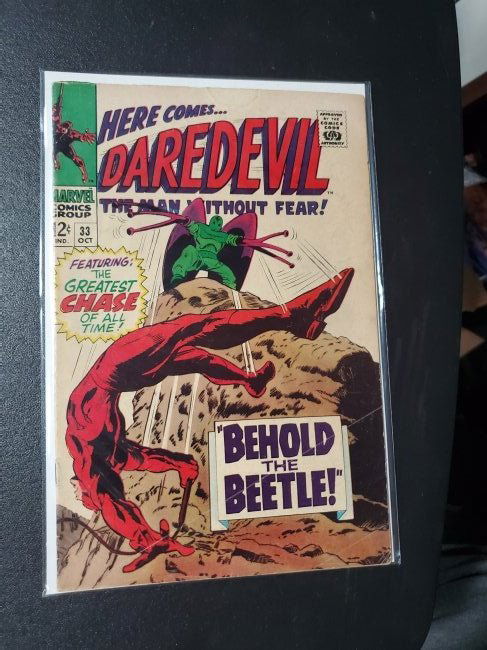 HERE COMES...
DAREDEVIL
THE MAN WITHOUT FEAR!
APPROVED
BY THE
COMICS
CODE
AUTHORITY
MARVEL
COMICS
GROUP
12¢
IND.
33
OCT
FEATURING:
THE
GREATEST
CHASE
OF ALL
TIME!
"BEHOLD
THE
BEETLE!"